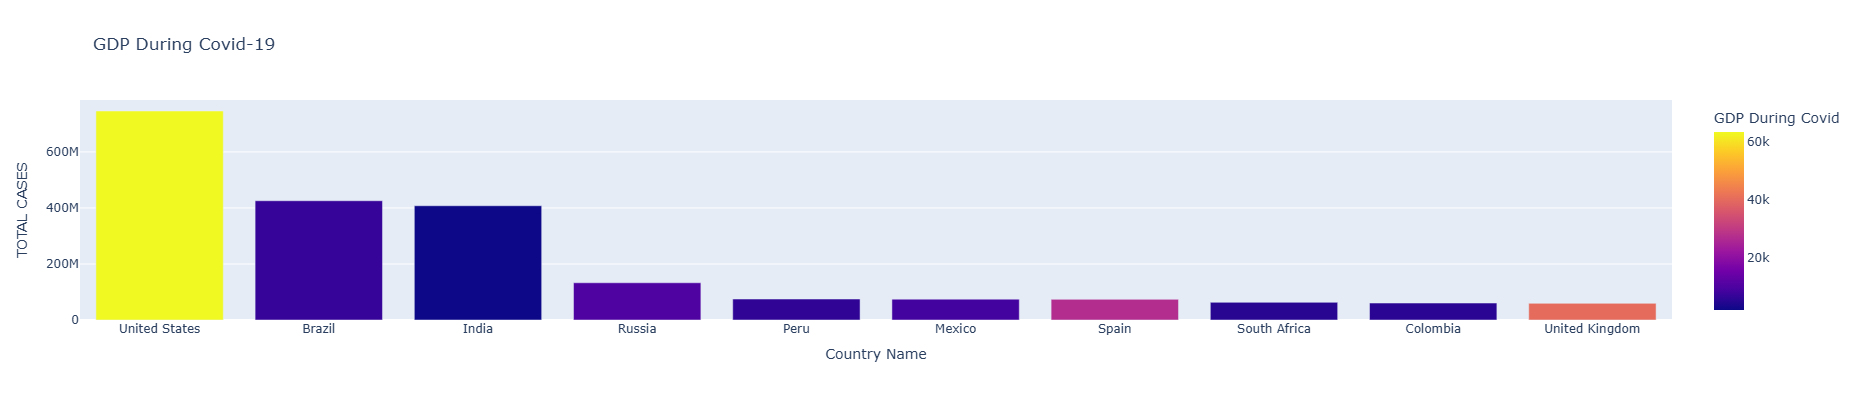 GDP During Covid-19
TOTAL CASES
600M
400M
200M
0
United States
Brazil
India
Russia
Peru
Mexico
Spain
South Africa
Colombia
United Kingdom
Country Name
GDP During Covid
60k
40k
20k